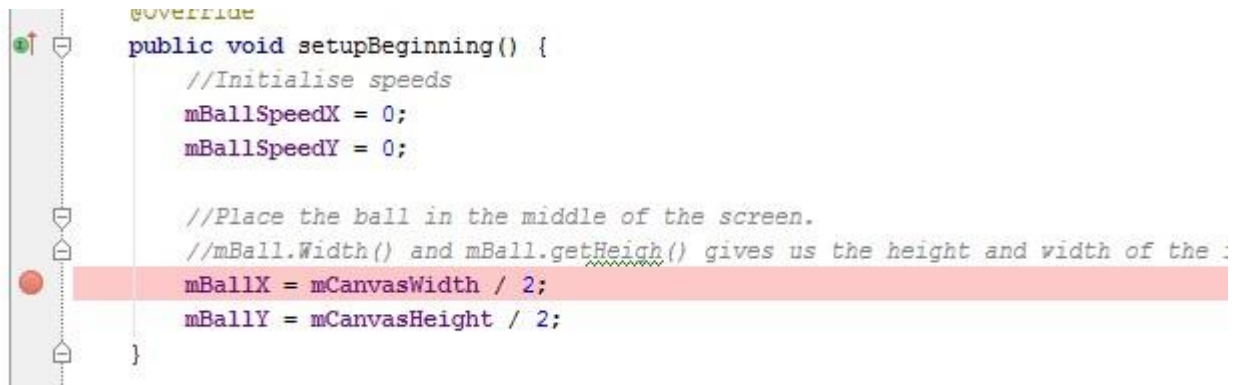 @Override
public void setupBeginning() {
//Initialise speeds
mBallSpeedX = 0;
mBallSpeedY = 0;
//Place the ball in the middle of the screen.
//mBall.Width() and mBall.getHeigh() gives us the height and width of the
mBallX = mCanvasWidth / 2;
mBallY = mCanvasHeight / 2;
}